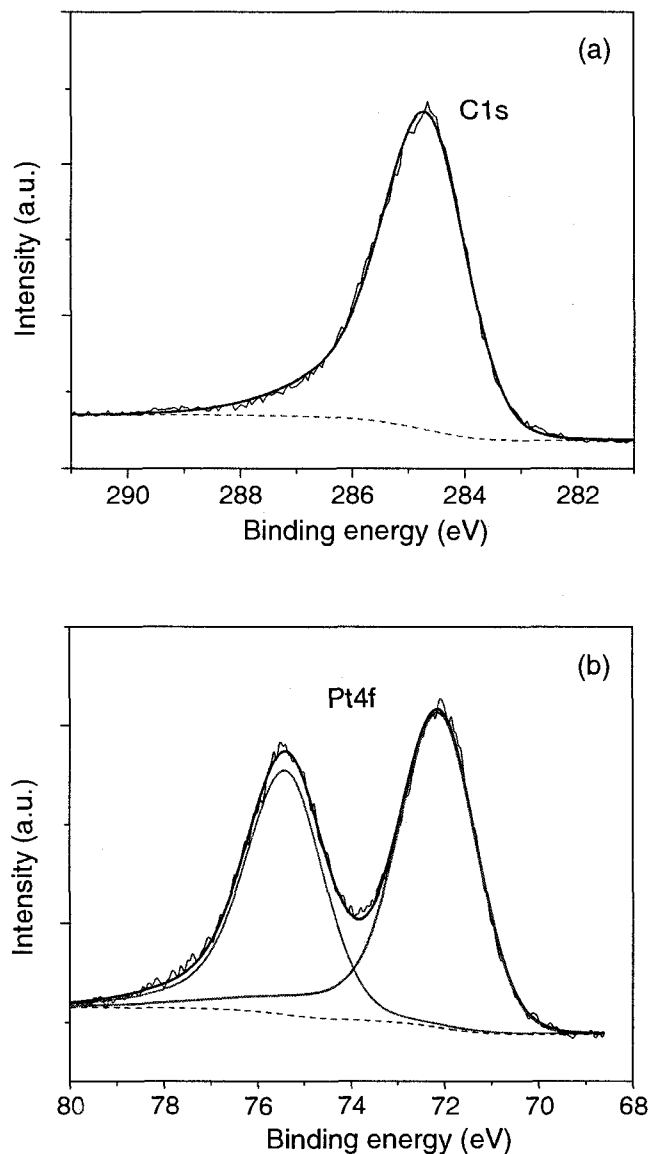 (a)
C1s
Intensity (a.u.)
290 288 286 284 282
Binding energy (eV)
(b)
Pt4f
Intensity (a.u.)
80 78 76 74 72 70 68
Binding energy (eV)